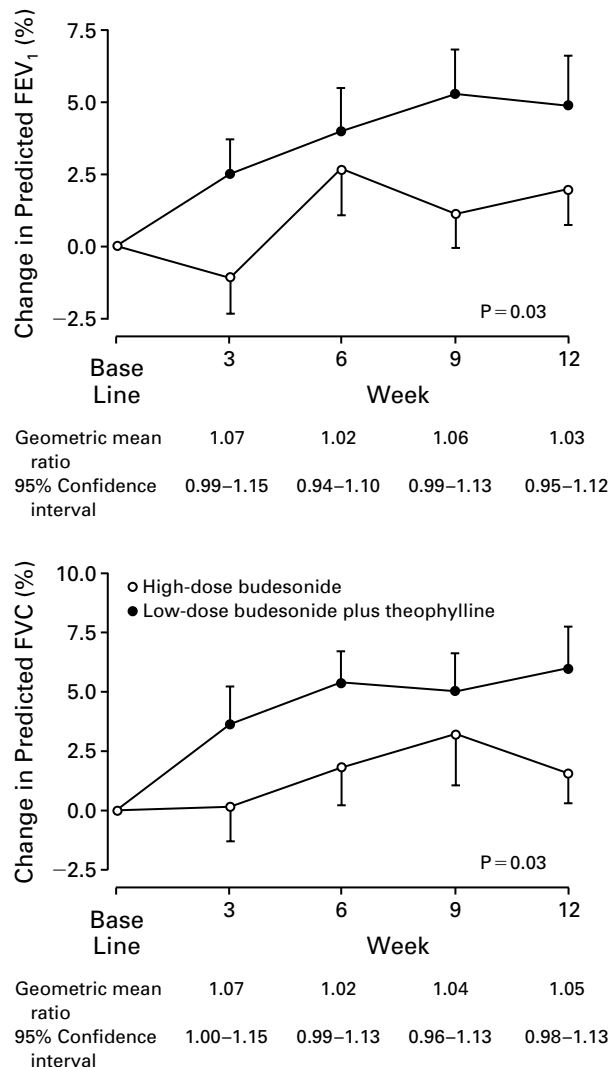 Change in Predicted FEV₁ (%)
7.5
5.0
2.5
0.0
−2.5
P=0.03
Base
Line
3
6
9
12
Week
Geometric mean
ratio
1.07
1.02
1.06
1.03
95% Confidence
interval
0.99–1.15
0.94–1.10
0.99–1.13
0.95–1.12
Change in Predicted FVC (%)
10.0
7.5
5.0
2.5
0.0
−2.5
High-dose budesonide
Low-dose budesonide plus theophylline
P=0.03
Base
Line
3
6
9
12
Week
Geometric mean
ratio
1.07
1.02
1.04
1.05
95% Confidence
interval
1.00–1.15
0.99–1.13
0.96–1.13
0.98–1.13